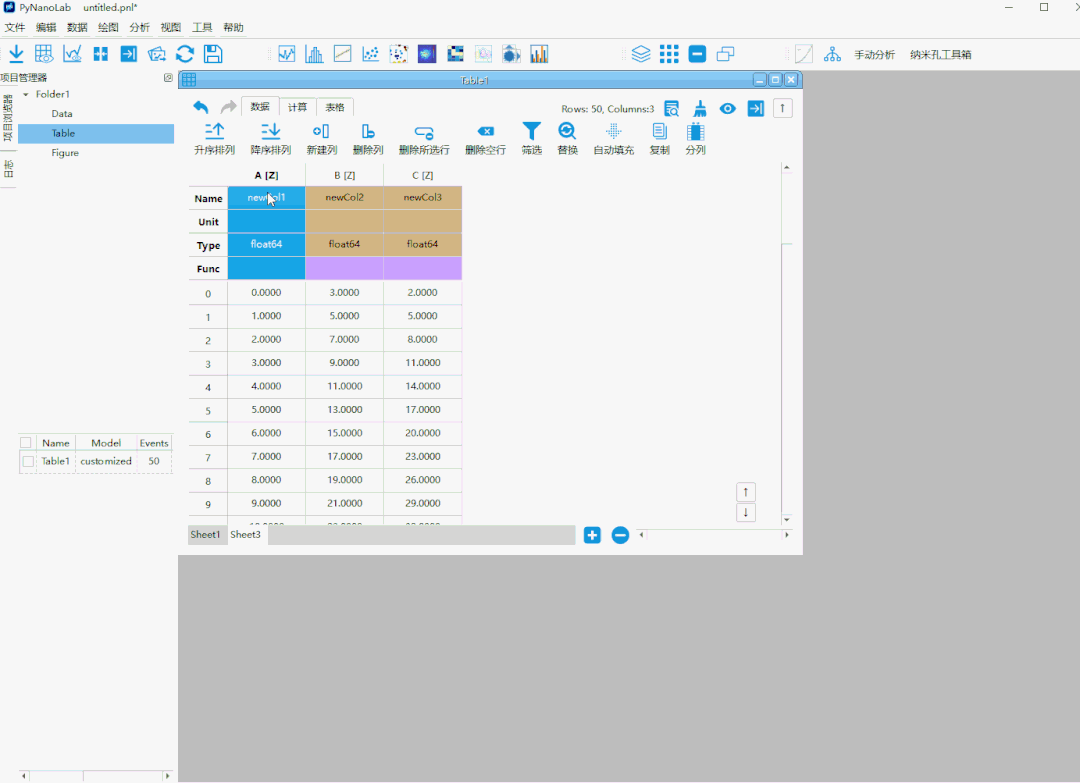 PyNanoLab untitled.pnl*
文件 编辑 数据 绘图 分析 视图 工具 帮助
手动分析 纳米孔工具箱
项目管理器
项目浏览器
日志
Folder1
Data
Table
Figure
Name Model Events
Table1 customized 50
Table1
数据 计算 表格
Rows: 50, Columns:3
升序排列 降序排列 新建列 删除列 删除所选行 删除空行 筛选 替换 自动填充 复制 分列
A [Z] B [Z] C [Z]
Name newCol1 newCol2 newCol3
Unit
Type float64 float64 float64
Func
0 0.0000 3.0000 2.0000
1 1.0000 5.0000 5.0000
2 2.0000 7.0000 8.0000
3 3.0000 9.0000 11.0000
4 4.0000 11.0000 14.0000
5 5.0000 13.0000 17.0000
6 6.0000 15.0000 20.0000
7 7.0000 17.0000 23.0000
8 8.0000 19.0000 26.0000
9 9.0000 21.0000 29.0000
Sheet1 Sheet3